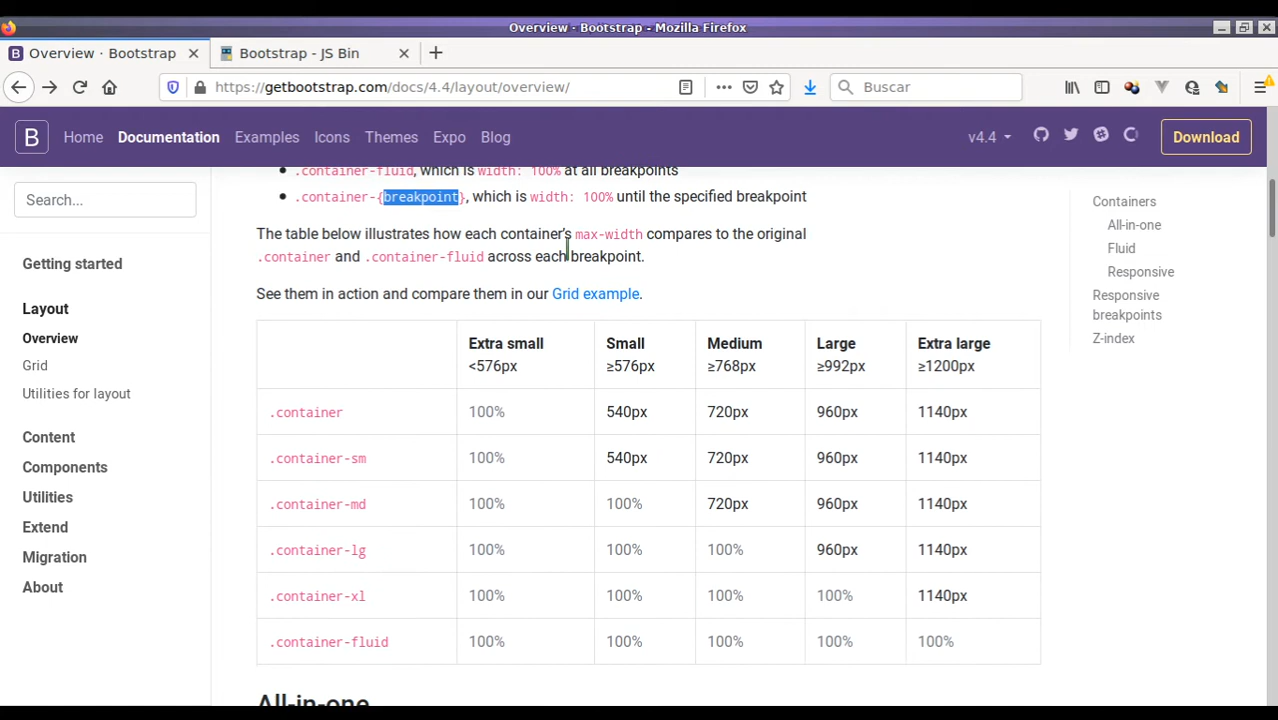 Overview · Bootstrap - Mozilla Firefox
Overview · Bootstrap
Bootstrap - JS Bin
https://getbootstrap.com/docs/4.4/layout/overview/
Buscar
B Home Documentation Examples Icons Themes Expo Blog v4.4 Download
Search...
Getting started
Layout
Overview
Grid
Utilities for layout
Content
Components
Utilities
Extend
Migration
About
.container-fluid, which is width: 100% at all breakpoints
.container-{breakpoint}, which is width: 100% until the specified breakpoint
The table below illustrates how each container’s max-width compares to the original
.container and .container-fluid across each breakpoint.
See them in action and compare them in our Grid example.
Extra small Small Medium Large Extra large
<576px ≥576px ≥768px ≥992px ≥1200px
.container 100% 540px 720px 960px 1140px
.container-sm 100% 540px 720px 960px 1140px
.container-md 100% 100% 720px 960px 1140px
.container-lg 100% 100% 100% 960px 1140px
.container-xl 100% 100% 100% 100% 1140px
.container-fluid 100% 100% 100% 100% 100%
All-in-one
Containers
All-in-one
Fluid
Responsive
Responsive
breakpoints
Z-index